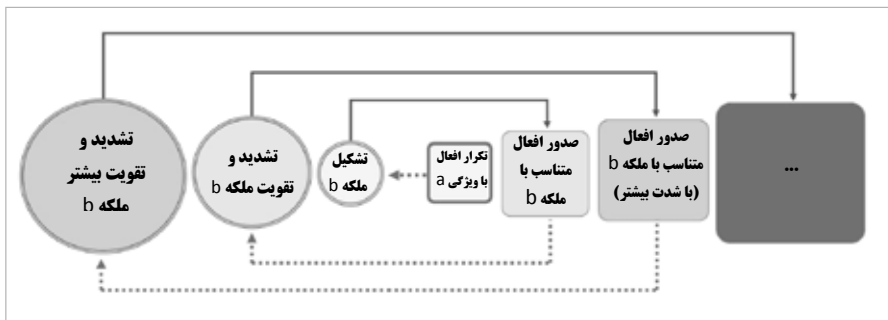 ...
صدور افعال
متناسب با ملکه b
(با شدت بیشتر)
صدور افعال
متناسب با
ملکه b
تکرار افعال
با ویژگی a
تشکیل
ملکه b
تشدید و
تقویت ملکه b
تشدید و
تقویت بیشتر
ملکه b